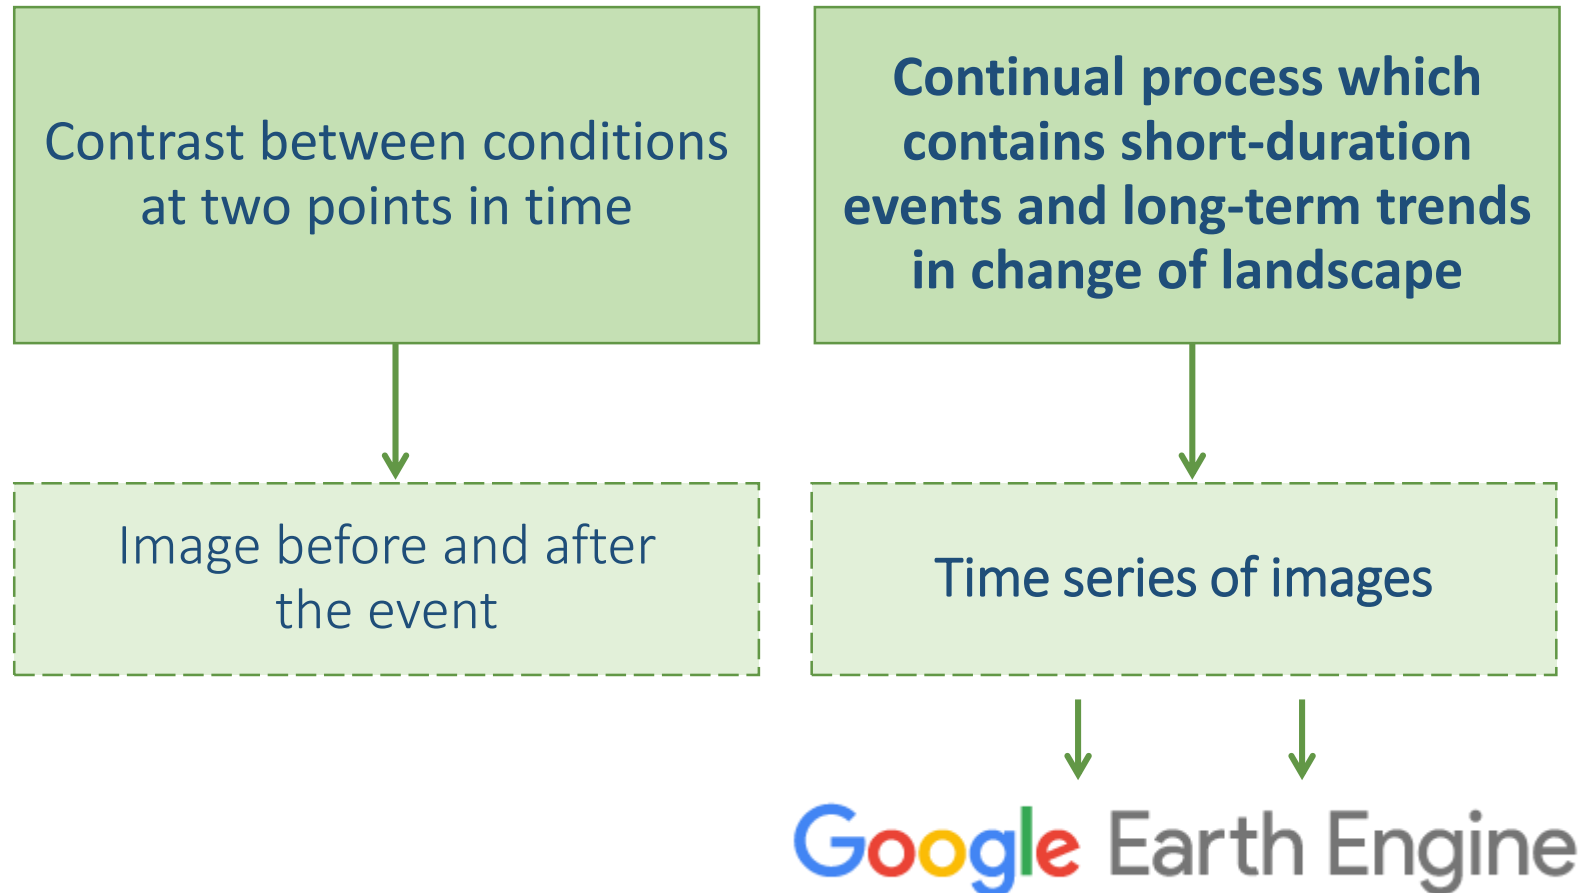 Contrast between conditions
at two points in time
Image before and after
the event
Continual process which
contains short-duration
events and long-term trends
in change of landscape
Time series of images
Google Earth Engine